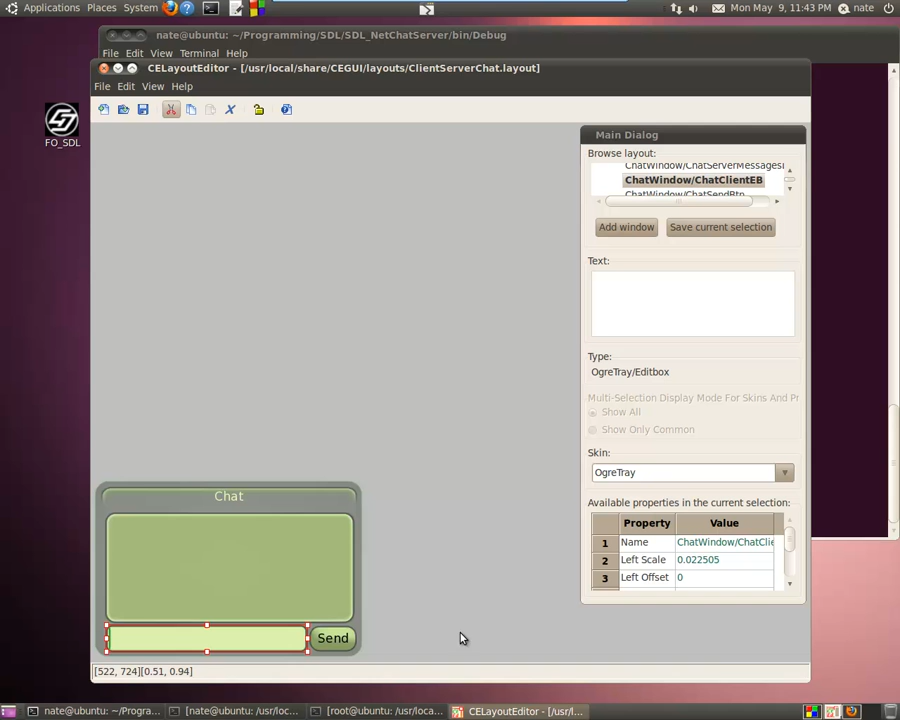 Applications Places System Mon May 9, 11:43 PM nate
nate@ubuntu: ~/Programming/SDL/SDL_NetChatServer/bin/Debug
File Edit View Terminal Help
CELayoutEditor - [/usr/local/share/CEGUI/layouts/ClientServerChat.layout]
File Edit View Help
FO_SDL
Main Dialog
Browse layout:
ChatWindow/ChatServerMessages
ChatWindow/ChatClientEB
ChatWindow/ChatSendBtn
Add window Save current selection
Text:
Type:
OgreTray/Editbox
Multi-Selection Display Mode For Skins And Pr
Show All
Show Only Common
Skin:
OgreTray
Available properties in the current selection:
Property Value
1 Name ChatWindow/ChatClie
2 Left Scale 0.022505
3 Left Offset 0
Chat
Send
[522, 724][0.51, 0.94]
nate@ubuntu: ~/Progra... [nate@ubuntu: /usr/loc... [root@ubuntu: /usr/loca... CELayoutEditor - [/usr/l...